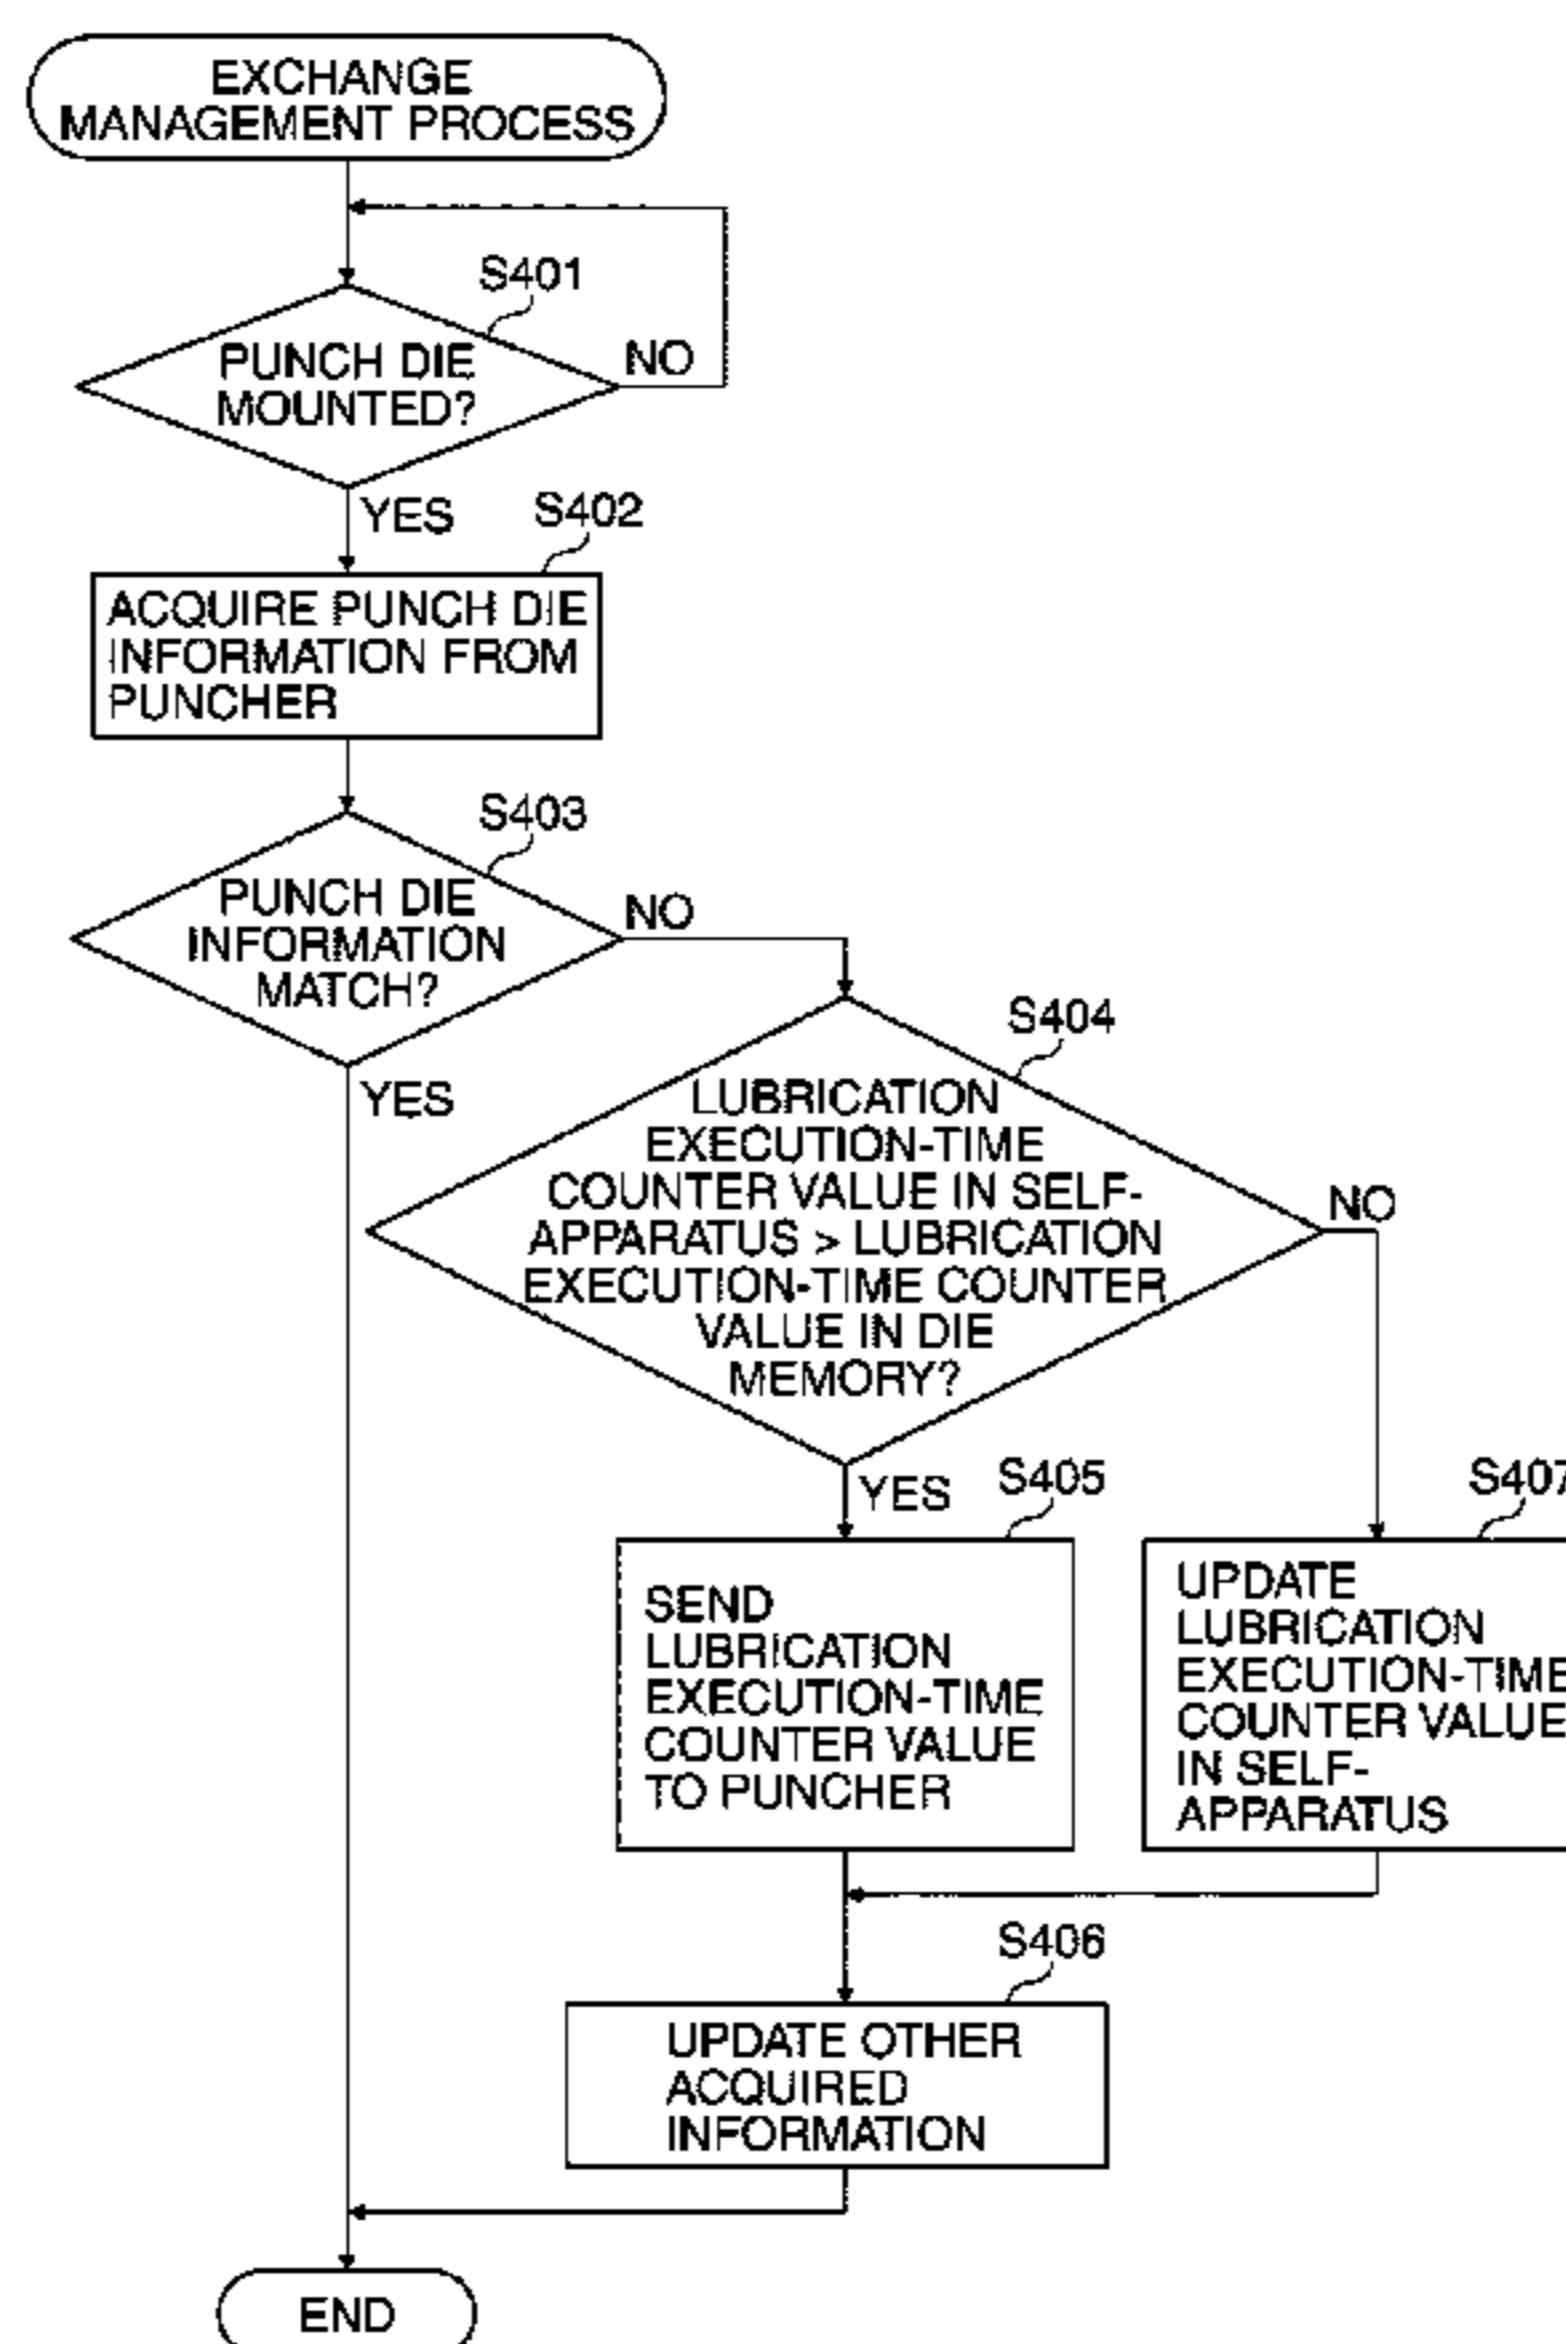 EXCHANGE
MANAGEMENT PROCESS
S401
PUNCH DIE
MOUNTED?
NO
YES
S402
ACQUIRE PUNCH DIE
INFORMATION FROM
PUNCHER
S403
PUNCH DIE
INFORMATION
MATCH?
NO
YES
S404
LUBRICATION
EXECUTION-TIME
COUNTER VALUE IN SELF-
APPARATUS > LUBRICATION
EXECUTION-TIME COUNTER
VALUE IN DIE
MEMORY?
NO
YES
S405
SEND
LUBRICATION
EXECUTION-TIME
COUNTER VALUE
TO PUNCHER
S407
UPDATE
LUBRICATION
EXECUTION-TIME
COUNTER VALUE
IN SELF-
APPARATUS
S406
UPDATE OTHER
ACQUIRED
INFORMATION
END